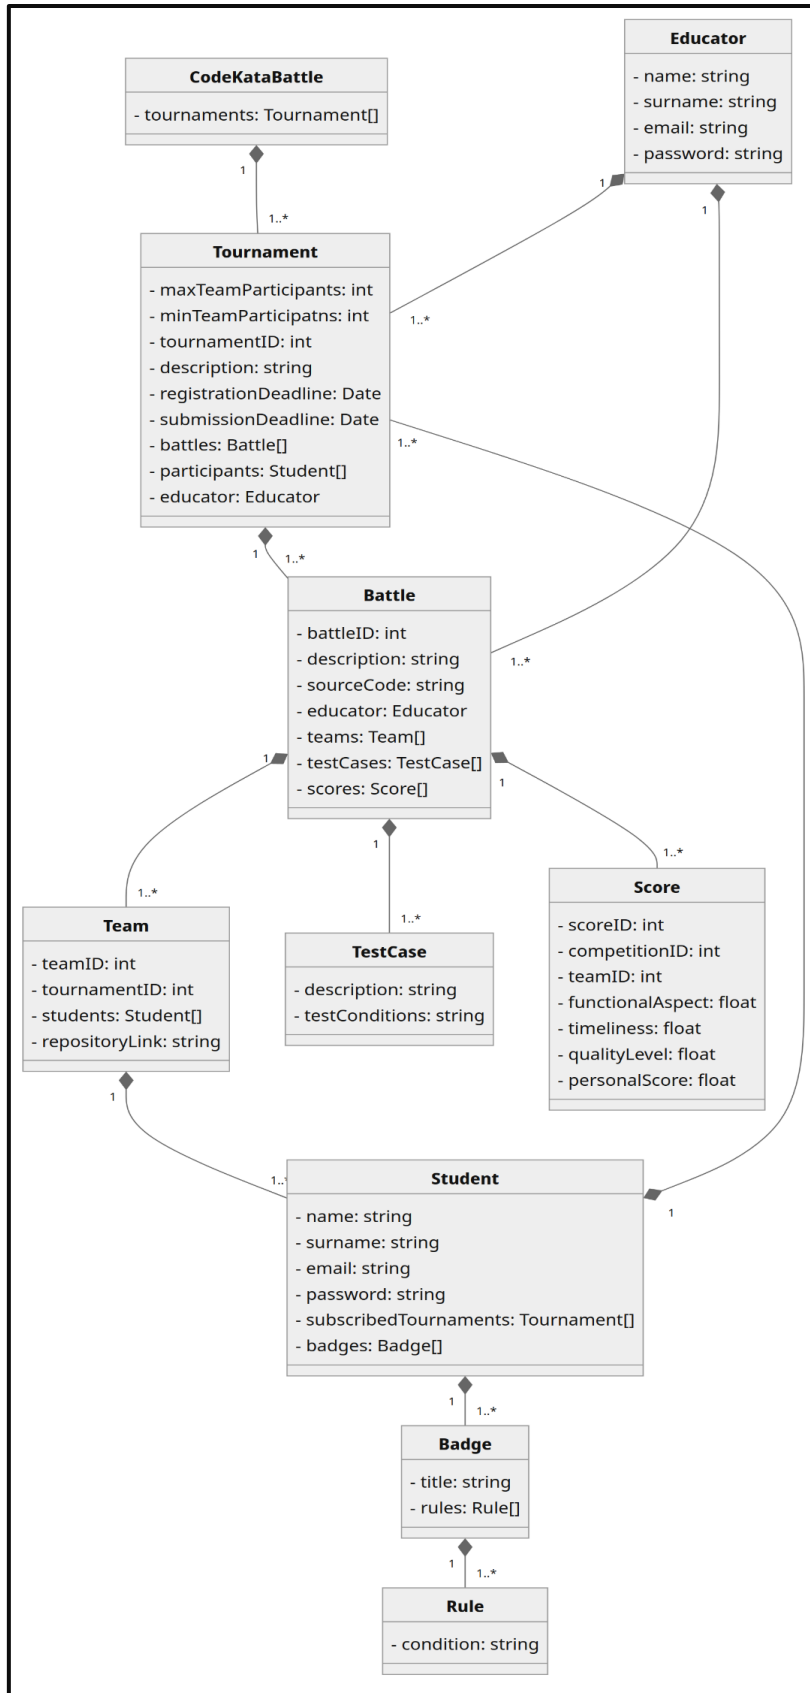 Educator
- name: string
- surname: string
- email: string
- password: string
CodeKataBattle
- tournaments: Tournament[]
1
1
1
1..*
Tournament
- maxTeamParticipants: int
- minTeamParticipatns: int
- tournamentID: int
- description: string
- registrationDeadline: Date
- submissionDeadline: Date
- battles: Battle[]
- participants: Student[]
- educator: Educator
1..*
1..*
1
1..*
Battle
- battleID: int
- description: string
- sourceCode: string
- educator: Educator
- teams: Team[]
- testCases: TestCase[]
- scores: Score[]
1..*
1
1
1
1..*
1..*
1..*
Team
- teamID: int
- tournamentID: int
- students: Student[]
- repositoryLink: string
TestCase
- description: string
- testConditions: string
Score
- scoreID: int
- competitionID: int
- teamID: int
- functionalAspect: float
- timeliness: float
- qualityLevel: float
- personalScore: float
1
1..
Student
- name: string
- surname: string
- email: string
- password: string
- subscribedTournaments: Tournament[]
- badges: Badge[]
1
1
1..*
Badge
- title: string
- rules: Rule[]
1
1..*
Rule
- condition: string